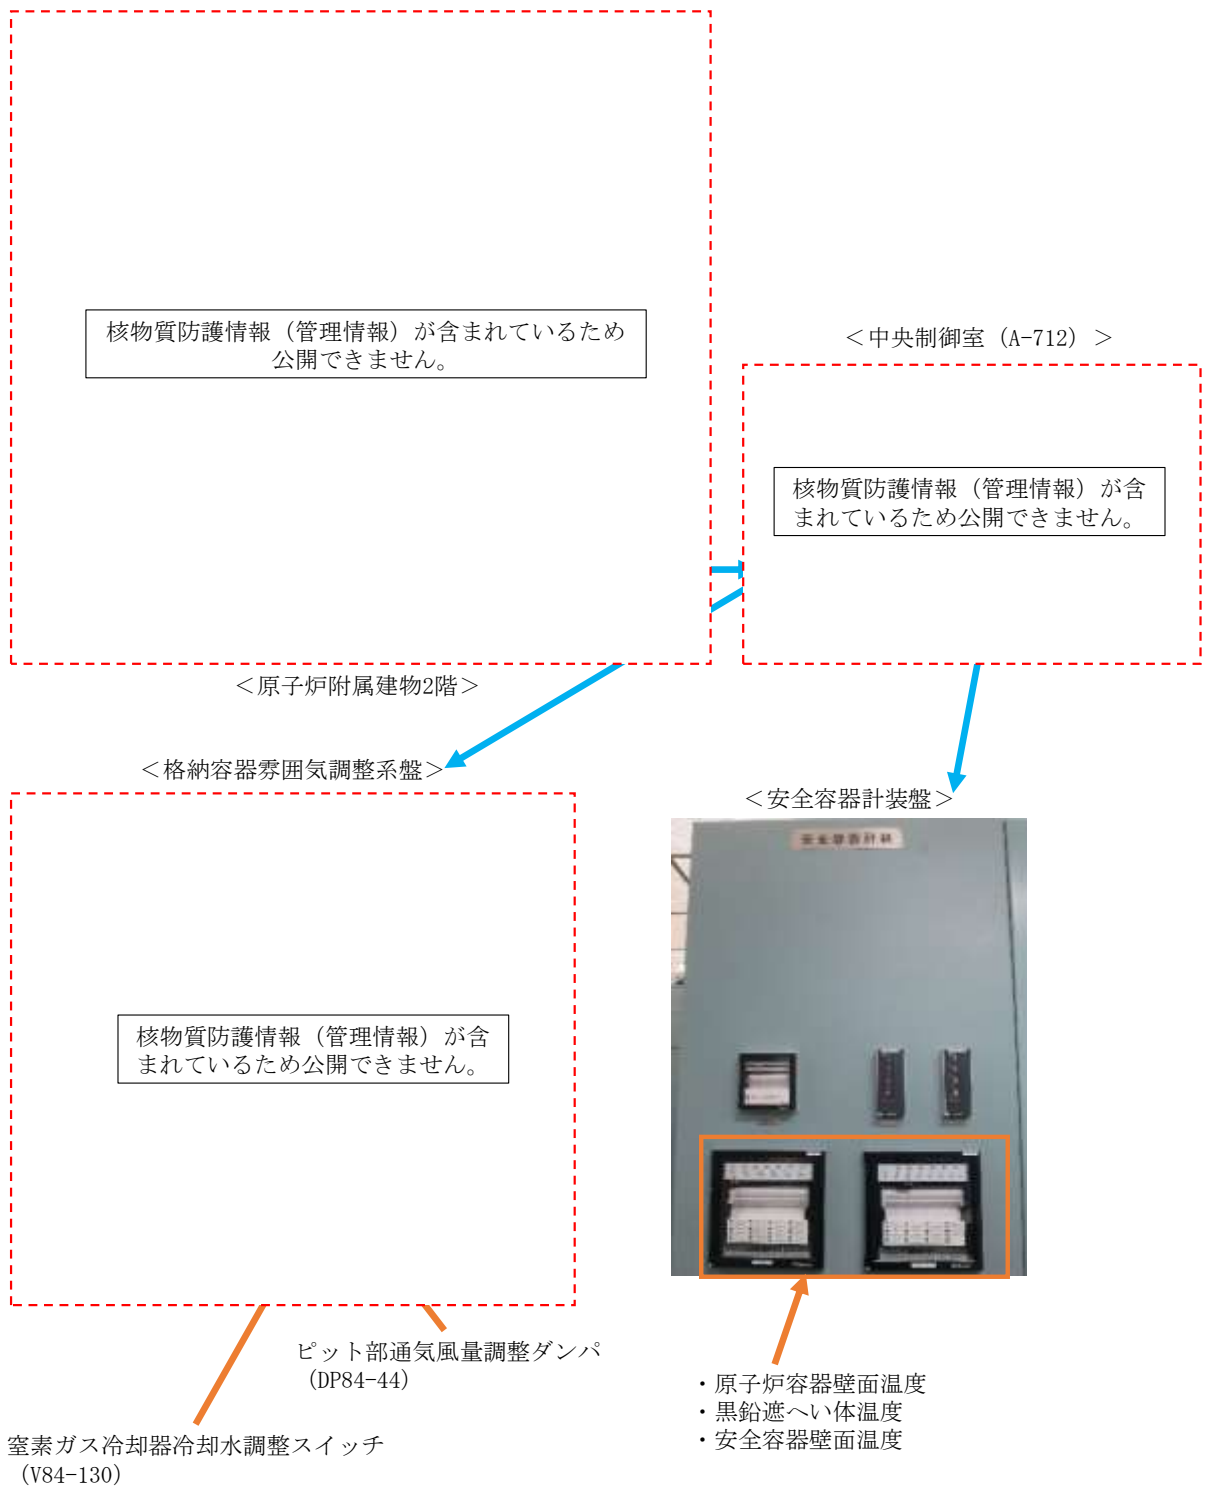 核物質防護情報（管理情報）が含まれているため
公開できません。
＜中央制御室（A-712）＞
核物質防護情報（管理情報）が含
まれているため公開できません。
＜原子炉附属建物2階＞
＜格納容器雰囲気調整系盤＞
＜安全容器計装盤＞
核物質防護情報（管理情報）が含
まれているため公開できません。
ピット部通気風量調整ダンパ
（DP84-44）
・原子炉容器壁面温度
・黒鉛遮へい体温度
・安全容器壁面温度
窒素ガス冷却器冷却水調整スイッチ
（V84-130）